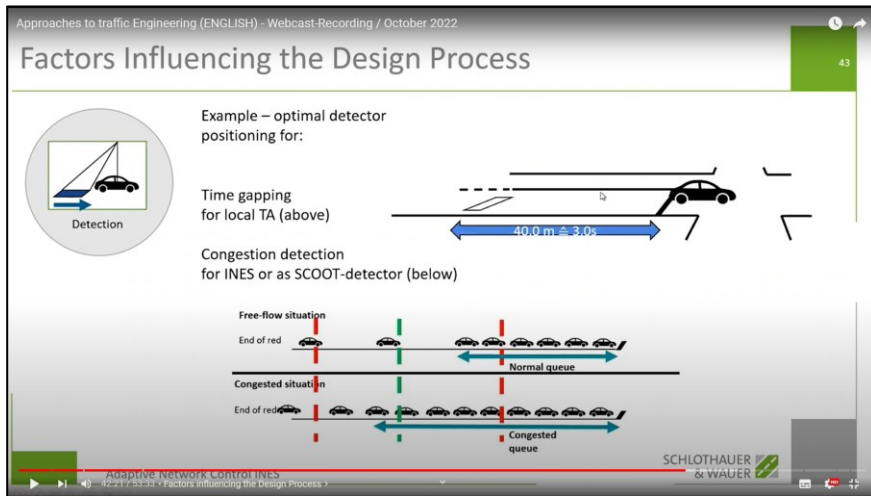 Approaches to traffic Engineering (ENGLISH) - Webcast-Recording / October 2022
Factors Influencing the Design Process
43
Example – optimal detector
positioning for:
Time gapping
for local TA (above)
Detection
40.0 m ≙ 3.0s
Congestion detection
for INES or as SCOOT-detector (below)
Free-flow situation
End of red
Normal queue
Congested situation
End of red
Congested
queue
SCHLOTHAUER
& WAUER
Adaptive Network Control INES
42:21 / 53:33 • Factors influencing the Design Process ›
HD